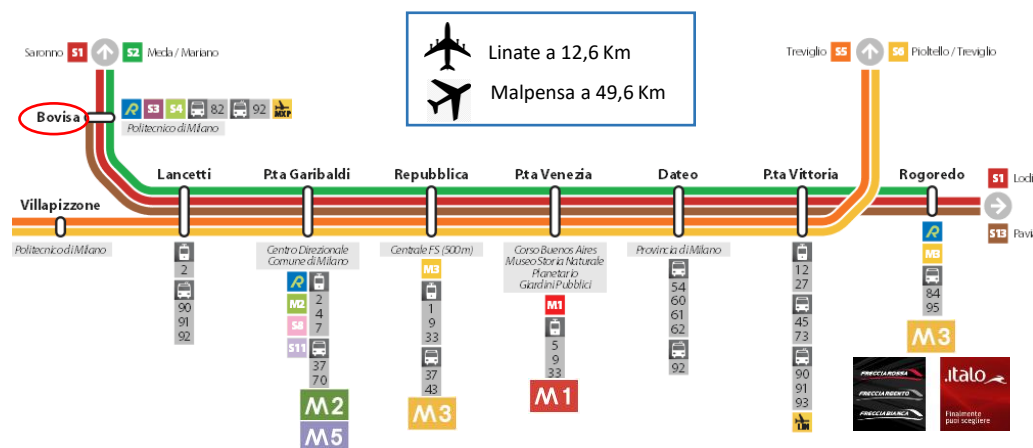 Linate a 12,6 Km
Malpensa a 49,6 Km
Saronno S1 S2 Meda / Mariano
Treviglio S5 S6 Pioltello / Treviglio
Bovisa
R S3 S4 82 92 MXP
Politecnico di Milano
Villapizzone
Politecnico di Milano
Lancetti
2
90
91
92
P.ta Garibaldi
Centro Direzionale
Comune di Milano
R
M2
S8
S11
2
4
7
37
70
M2
M5
Repubblica
Centrale FS (500 m)
M3
1
9
33
37
43
M3
P.ta Venezia
Corso Buenos Aires
Museo Storia Naturale
Planetario
Giardini Pubblici
M1
5
9
33
M1
Dateo
Provincia di Milano
54
60
61
62
92
P.ta Vittoria
12
27
45
73
90
91
93
LIN
Rogoredo
R
M3
84
95
M3
S1 Lodi
S13 Pavi
FRECCIAROSSA
FRECCIARGENTO
FRECCIABIANCA
.italo
Finalmente
puoi scegliere